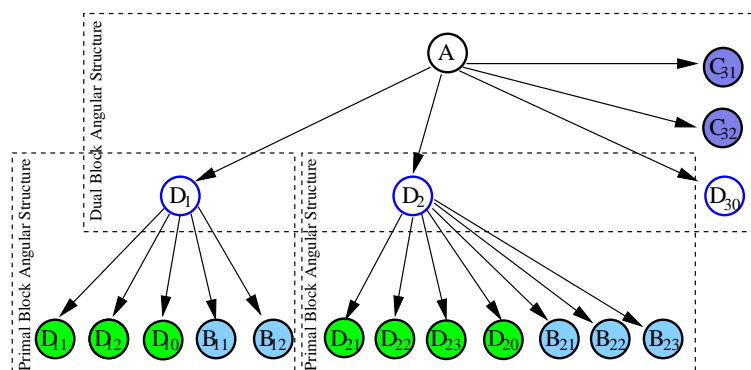 Dual Block Angular Structure
A
C31
C32
Primal Block Angular Structure
D1
Primal Block Angular Structure
D2
D30
D11 D12 D10 B11 B12
D21 D22 D23 D20 B21 B22 B23